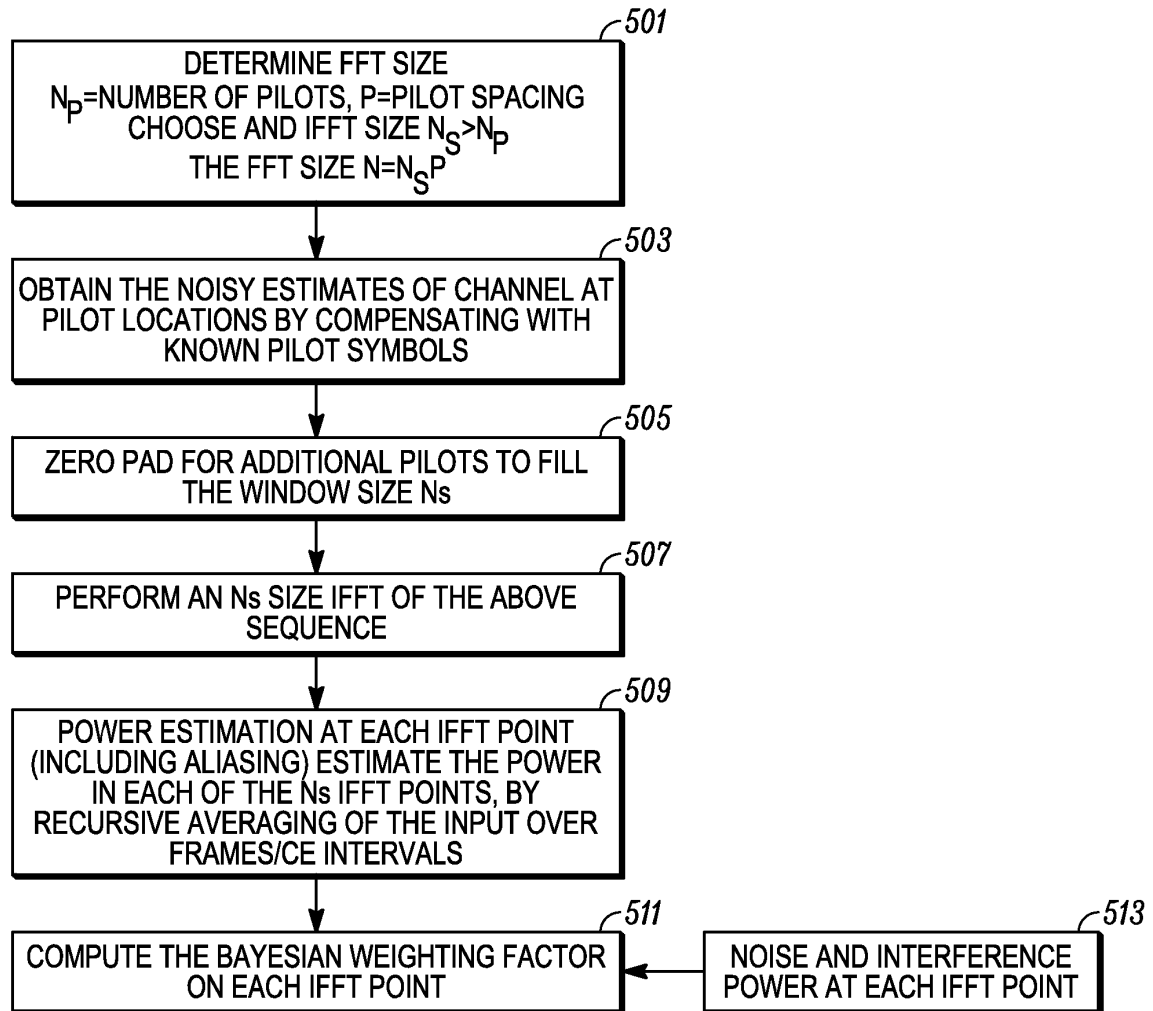 501
DETERMINE FFT SIZE
NP=NUMBER OF PILOTS, P=PILOT SPACING
CHOOSE AND IFFT SIZE NS>NP
THE FFT SIZE N=NSP
503
OBTAIN THE NOISY ESTIMATES OF CHANNEL AT
PILOT LOCATIONS BY COMPENSATING WITH
KNOWN PILOT SYMBOLS
505
ZERO PAD FOR ADDITIONAL PILOTS TO FILL
THE WINDOW SIZE Ns
507
PERFORM AN Ns SIZE IFFT OF THE ABOVE
SEQUENCE
509
POWER ESTIMATION AT EACH IFFT POINT
(INCLUDING ALIASING) ESTIMATE THE POWER
IN EACH OF THE Ns IFFT POINTS, BY
RECURSIVE AVERAGING OF THE INPUT OVER
FRAMES/CE INTERVALS
511
COMPUTE THE BAYESIAN WEIGHTING FACTOR
ON EACH IFFT POINT
513
NOISE AND INTERFERENCE
POWER AT EACH IFFT POINT